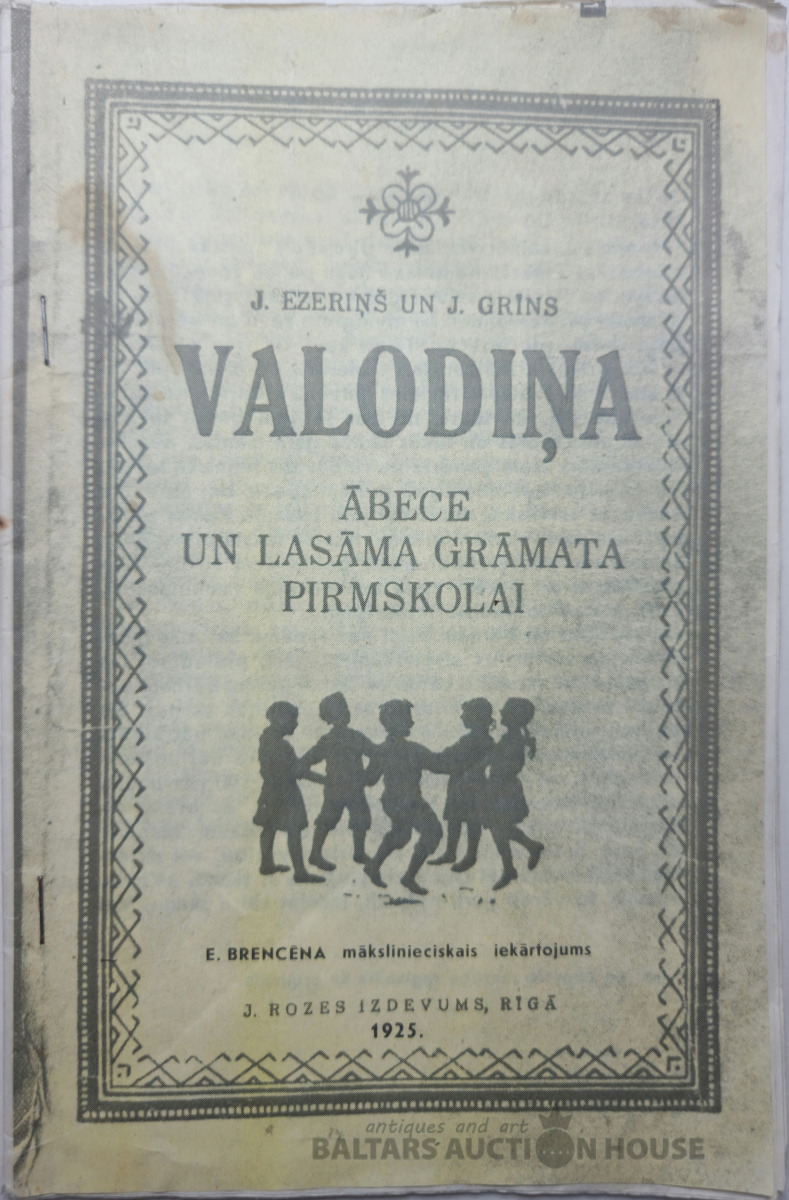 J. EZERIŅŠ UN J. GRĪNS
VALODIŅA
ĀBECE
UN LASĀMA GRĀMATA
PIRMSKOLAI
E. BRENCĒNA mākslinieciskais iekārtojums
J. ROZES IZDEVUMS, RĪGĀ
1925.
antiques and art
BALTARS AUCTION HOUSE